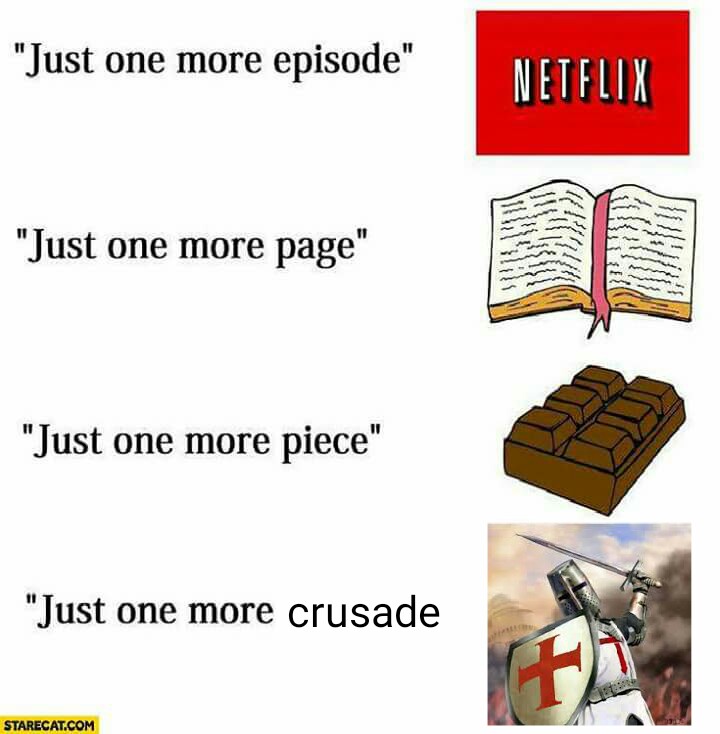 "Just one more episode"
NETFLIX
"Just one more page"
"Just one more piece"
"Just one more crusade
STARECAT.COM